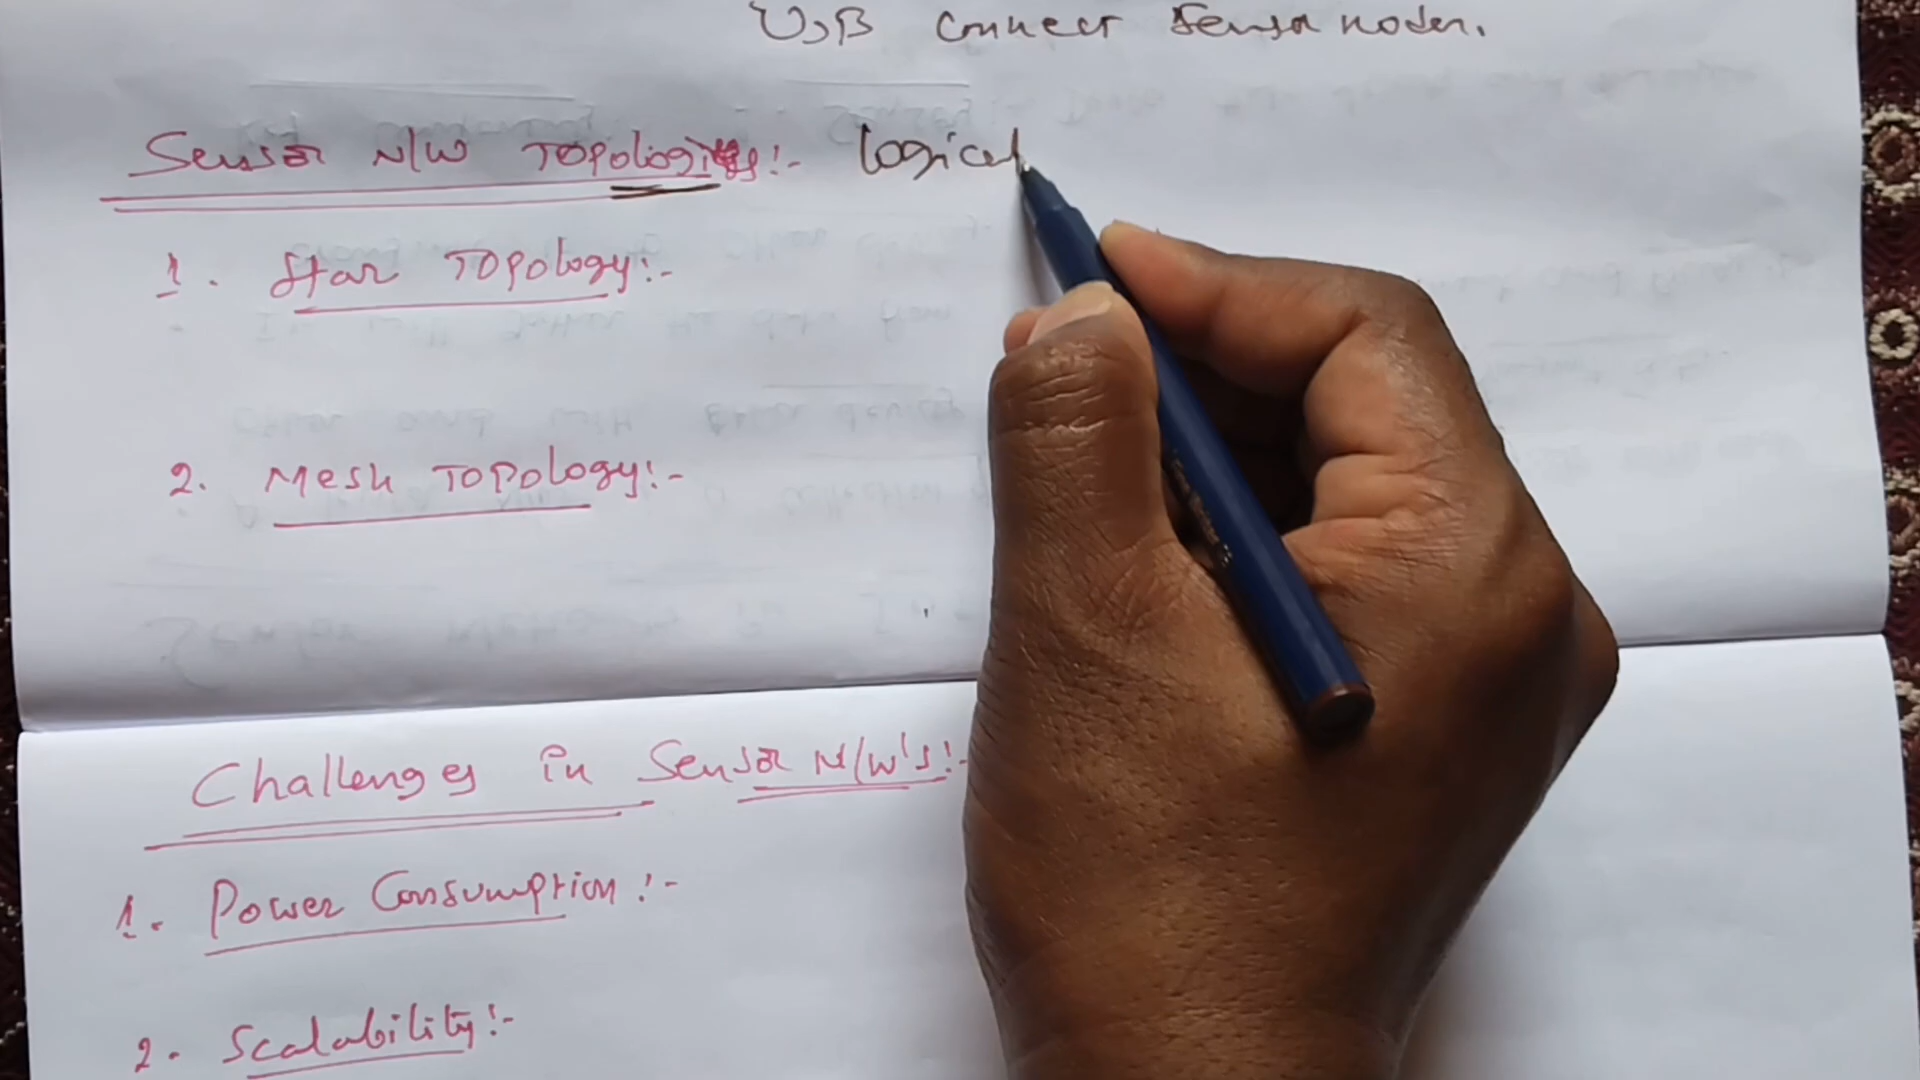 USB connect sensor nodes.
Sensor N/W Topologies:- logical
1. Star Topology:-
2. Mesh Topology:-
Challenges in Sensor N/W's:-
1. Power Consumption:-
2. Scalability:-